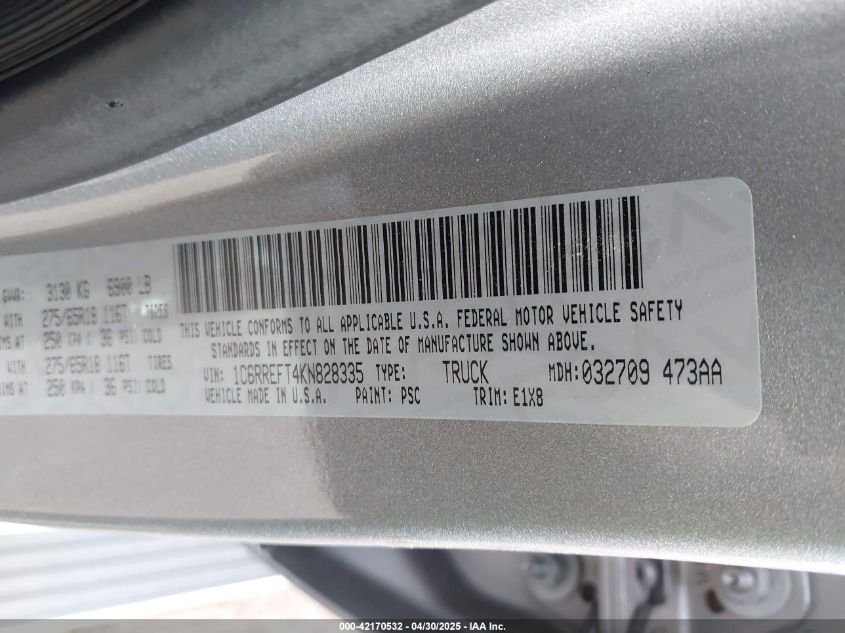 GVWR: 3130 KG 6900 LB
WITH 275/65R18 116T TIRES
IMS AT 250 KPA ( 36 PSI) COLD
WITH 275/65R18 116T TIRES
IMS AT 250 KPA ( 36 PSI) COLD
THIS VEHICLE CONFORMS TO ALL APPLICABLE U.S.A. FEDERAL MOTOR VEHICLE SAFETY
STANDARDS IN EFFECT ON THE DATE OF MANUFACTURE SHOWN ABOVE.
VIN: 1C6RREFT4KN828335 TYPE: TRUCK MDH:032709 473AA
VEHICLE MADE IN U.S.A. PAINT: PSC TRIM: E1X8
000-42170532 - 04/30/2025 - IAA Inc.